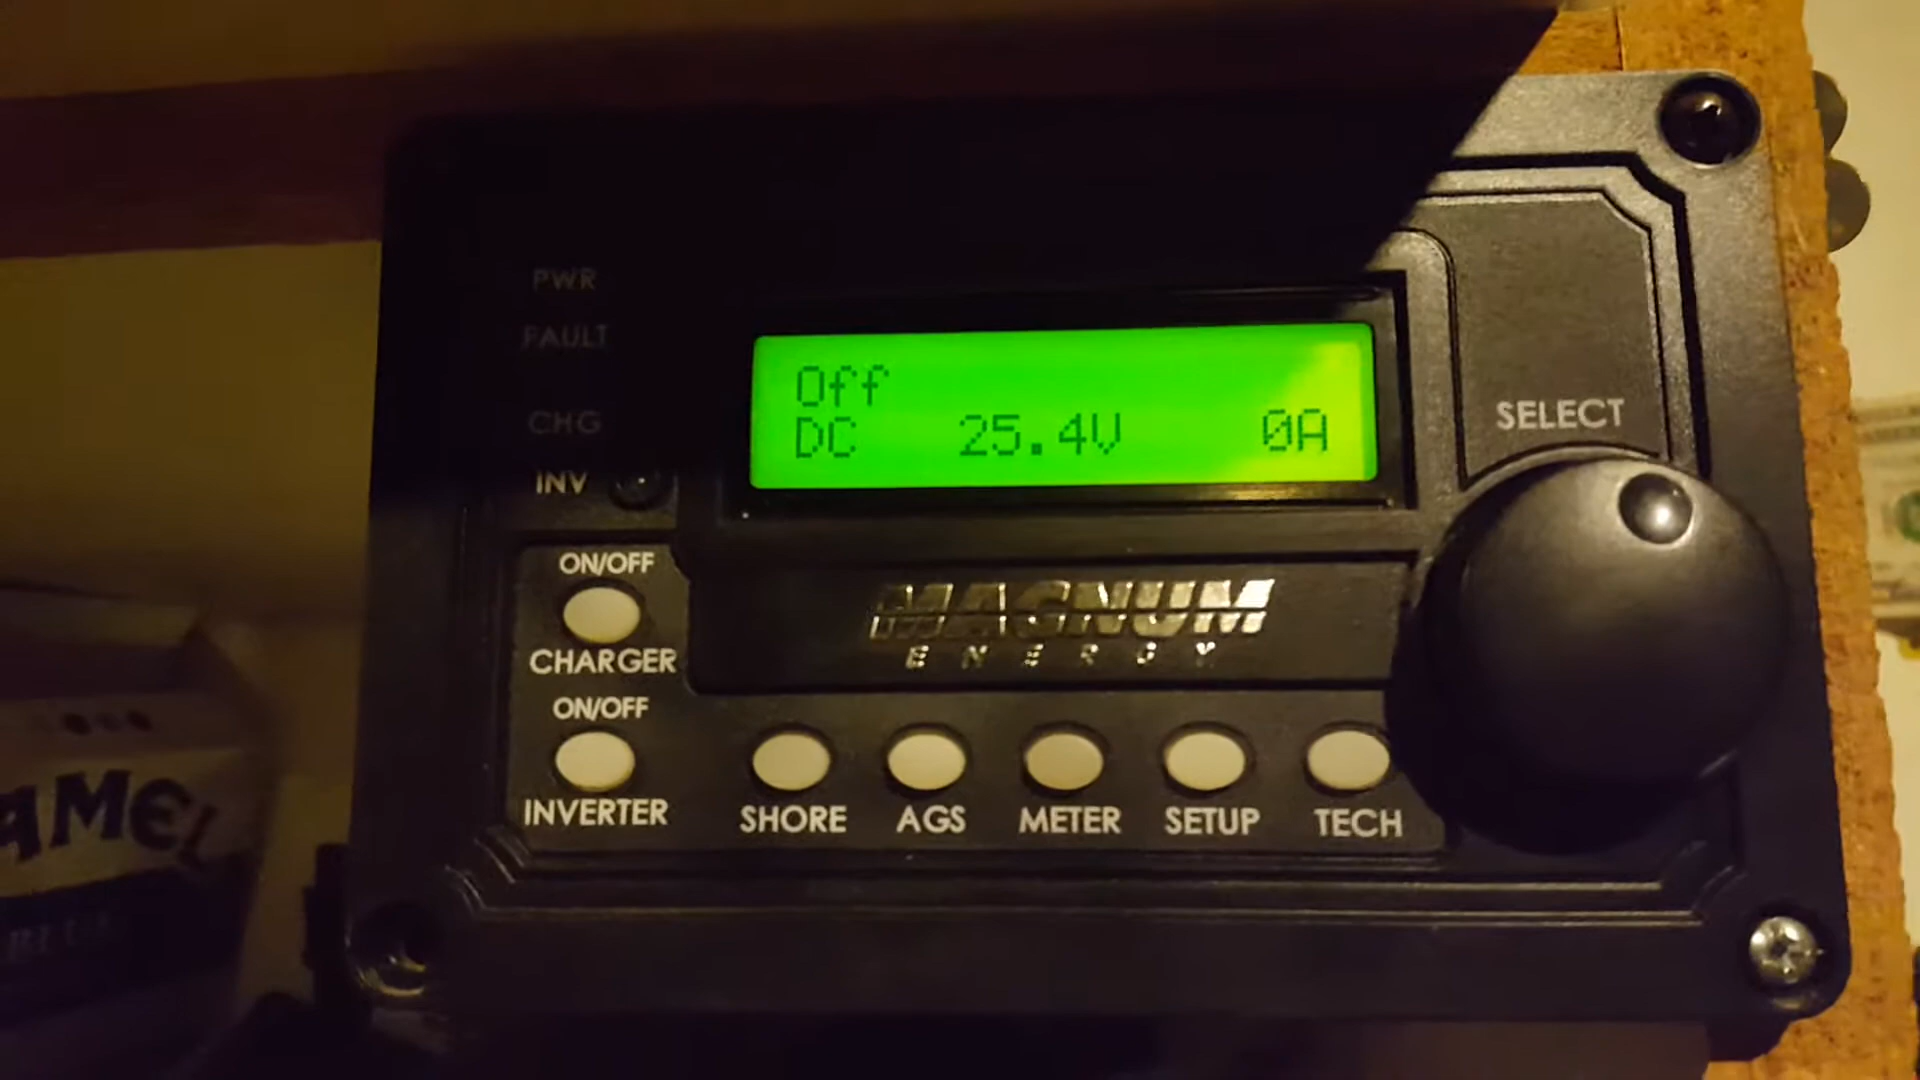 PWR
FAULT
CHG
INV
Off
DC 25.4V 0A
SELECT
ON/OFF
CHARGER
ON/OFF
INVERTER
MAGNUM
ENERGY
SHORE
AGS
METER
SETUP
TECH
AMEL